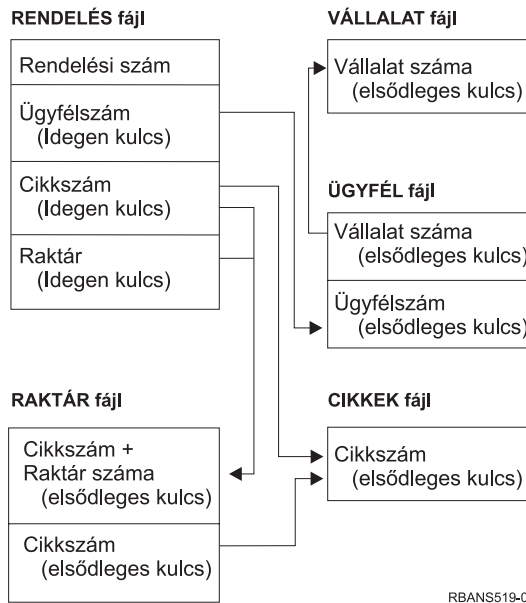 RENDELÉS fájl
Rendelési szám
Ügyfélszám
(Idegen kulcs)
Cikkszám
(Idegen kulcs)
Raktár
(Idegen kulcs)
VÁLLALAT fájl
Vállalat száma
(elsődleges kulcs)
ÜGYFÉL fájl
Vállalat száma
(elsődleges kulcs)
Ügyfélszám
(elsődleges kulcs)
RAKTÁR fájl
Cikkszám +
Raktár száma
(elsődleges kulcs)
Cikkszám
(elsődleges kulcs)
CIKKEK fájl
Cikkszám
(elsődleges kulcs)
RBANS519-0